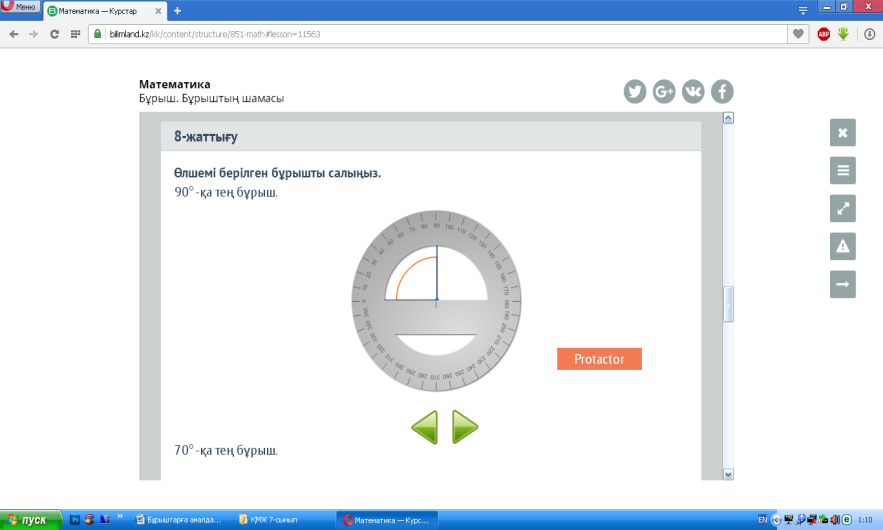 Меню
Математика — Курстар
bilimland.kz/kk/content/structure/851-math#lesson=11563
ABP
Математика
Бұрыш. Бұрыштың шамасы
8-жаттығу
Өлшемі берілген бұрышты салыңыз.
90° -қа тең бұрыш.
Protactor
70° -қа тең бұрыш.
пуск
Бұрыштарға амалда...
ҚМЖ 7-сынып
Математика — Курс...
EN
1:10